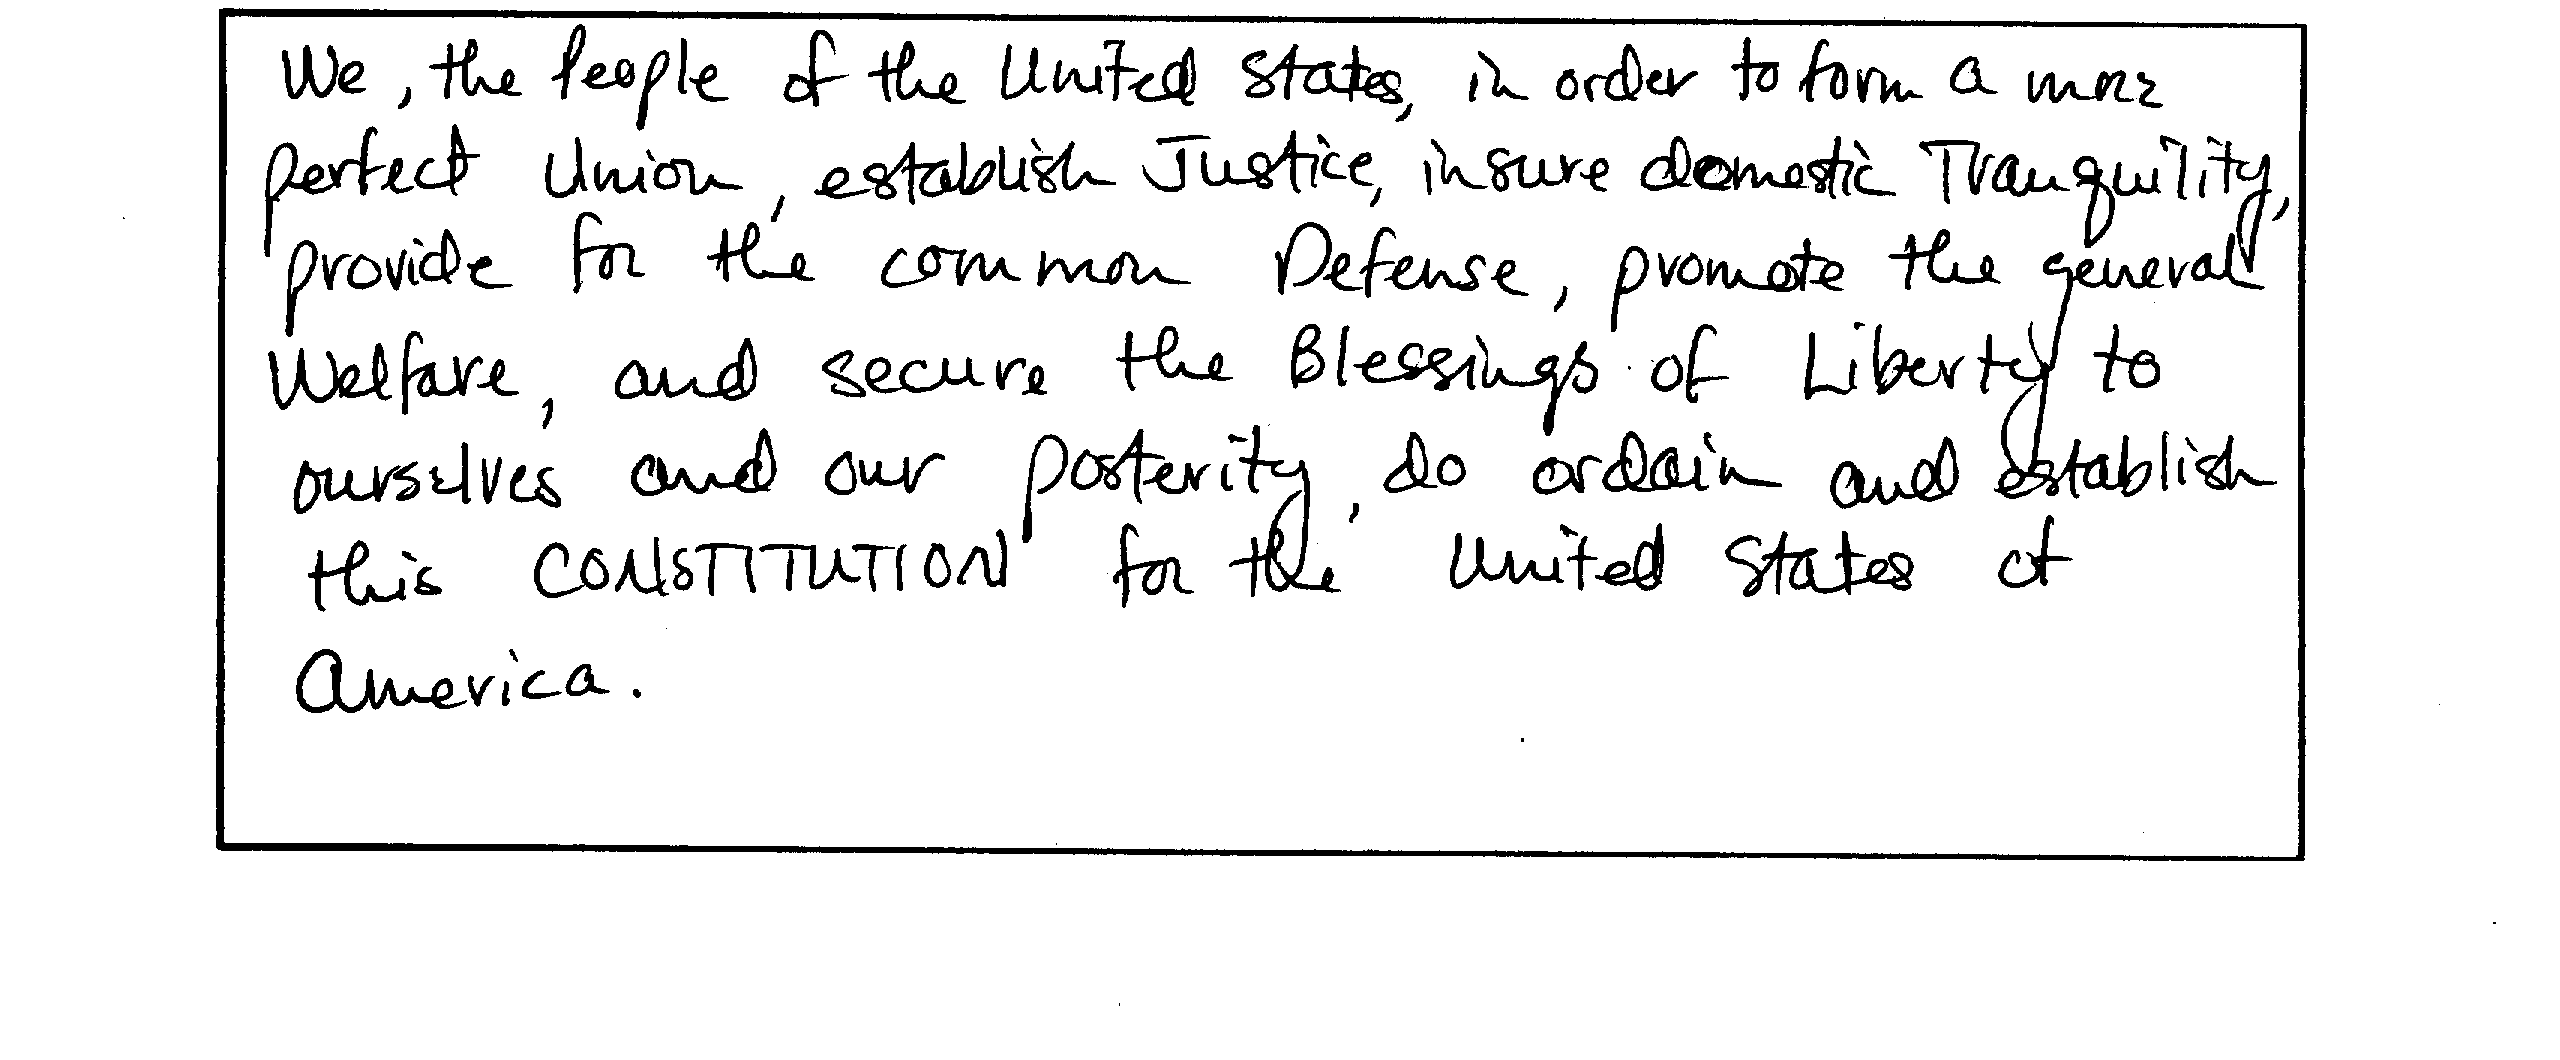 We, the People of the United States, in order to form a more
perfect Union, establish Justice, insure domestic Tranquility,
provide for the common Defense, promote the general
Welfare, and secure the Blessings of Liberty to
ourselves and our posterity, do ordain and establish
this CONSTITUTION for the United States of
America.